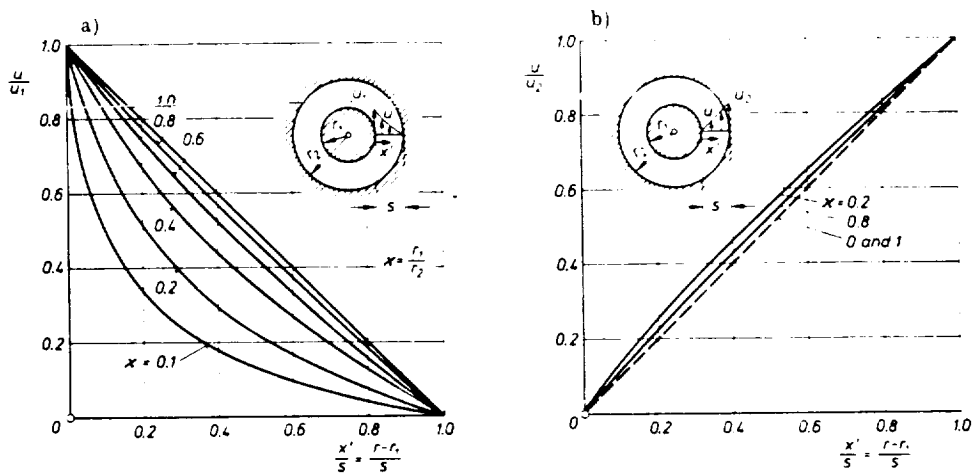 a)
u/u₁
1.0
0.8
0.6
0.4
0.2
0
1.0
0.8
0.6
0.4
0.2
ϰ = 0.1
ϰ = r₁/r₂
r₁
r₂
u₁
u
x'
s
0.2
0.4
0.6
0.8
1.0
x'/s = r-r₁/s
b)
u/u₂
1.0
0.8
0.6
0.4
0.2
0
r₁
r₂
u
u₂
x'
s
ϰ = 0.2
0.8
0 and 1
0.2
0.4
0.6
0.8
1.0
x'/s = r-r₁/s